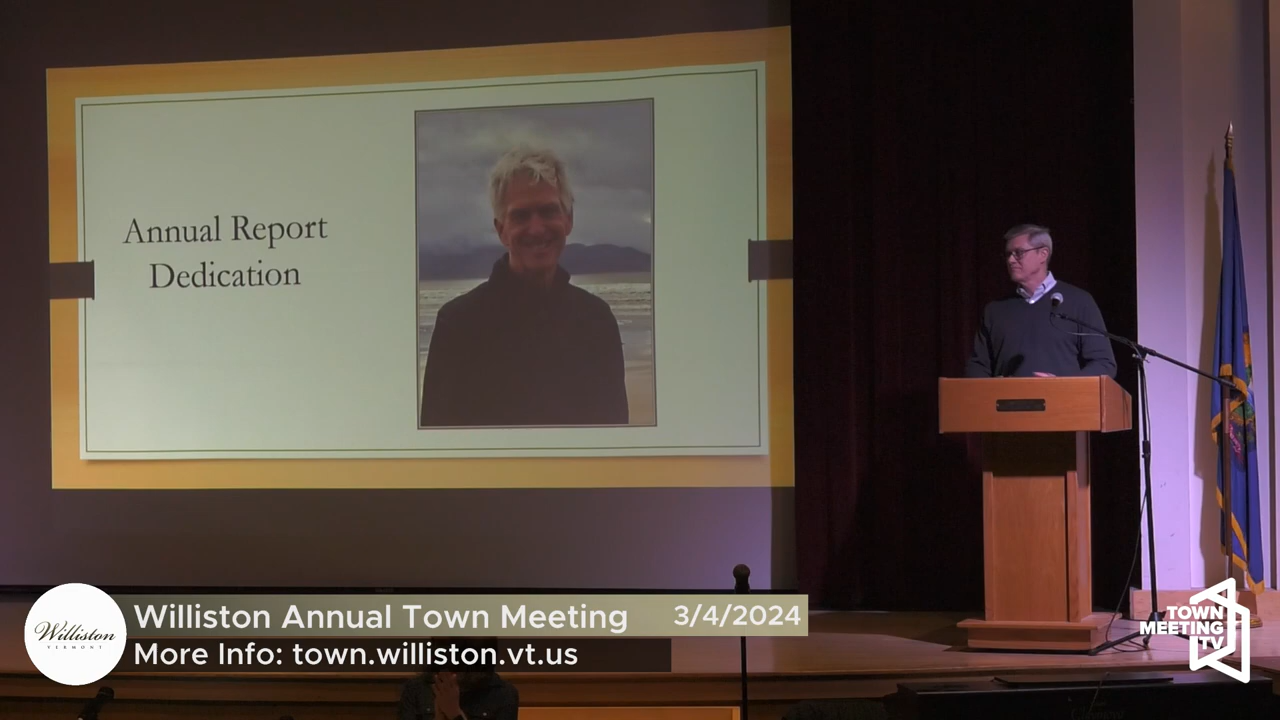 Annual Report
Dedication
Williston Annual Town Meeting 3/4/2024
More Info: town.williston.vt.us
Williston
VERMONT
TOWN
MEETING
TV